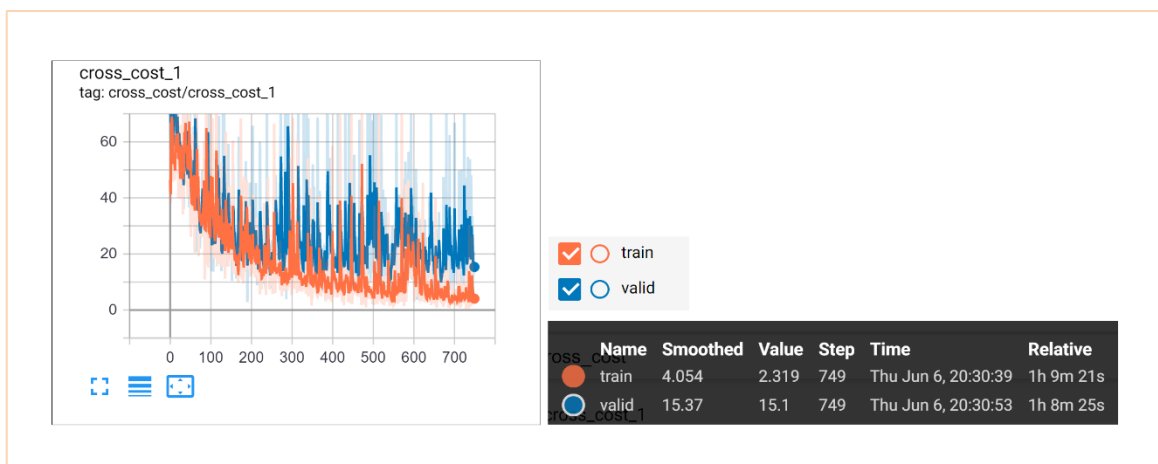 cross_cost_1
tag: cross_cost/cross_cost_1
60
40
20
0
0 100 200 300 400 500 600 700
train
valid
Name Smoothed Value Step Time Relative
train 4.054 2.319 749 Thu Jun 6, 20:30:39 1h 9m 21s
valid 15.37 15.1 749 Thu Jun 6, 20:30:53 1h 8m 25s
cross_cost_1